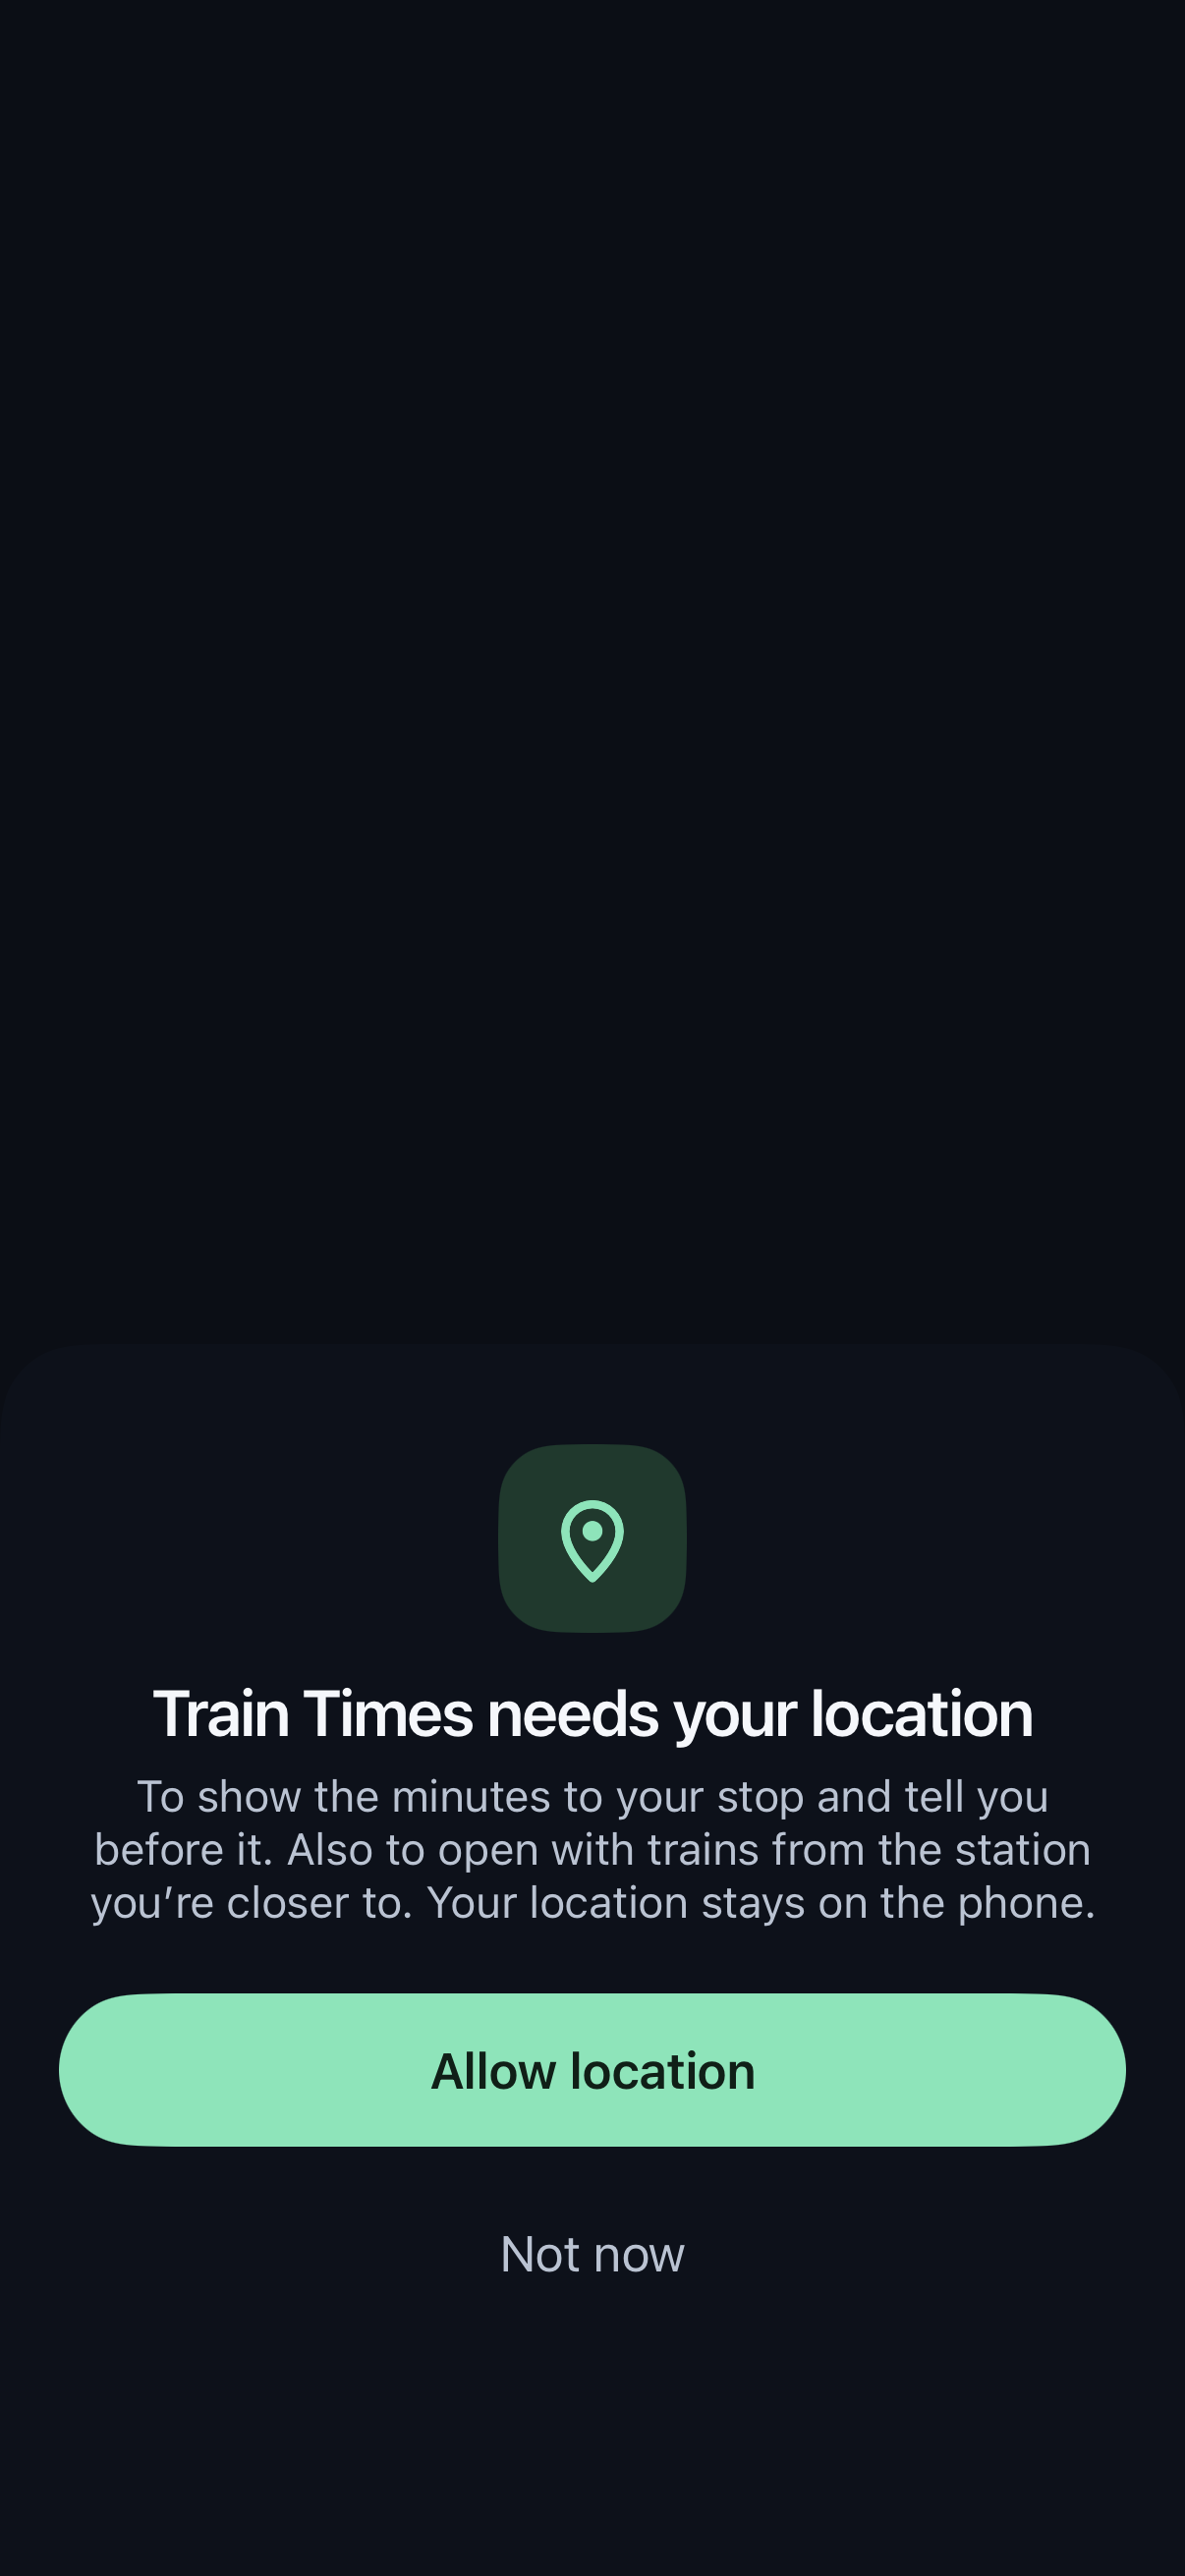 Train Times needs your location
To show the minutes to your stop and tell you
before it. Also to open with trains from the station
you’re closer to. Your location stays on the phone.
Allow location
Not now